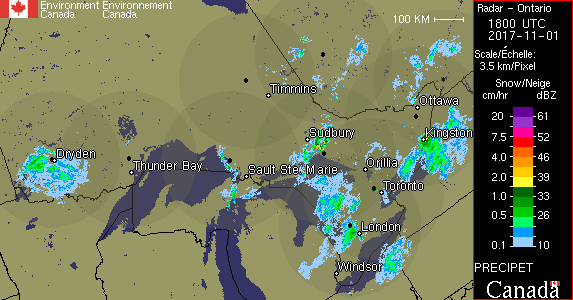 Environment Environnement
Canada Canada
100 KM
Timmins
Ottawa
Sudbury
Kingston
Dryden
Thunder Bay
Sault Ste. Marie
Orillia
Toronto
London
Windsor
Radar - Ontario
1800 UTC
2017-11-01
Scale/Échelle:
3.5 km/Pixel
Snow/Neige
cm/hr dBZ
20 61
7.5 52
4.0 46
2.0 39
1.0 33
0.5 26
0.1 10
PRECIPET
Canada